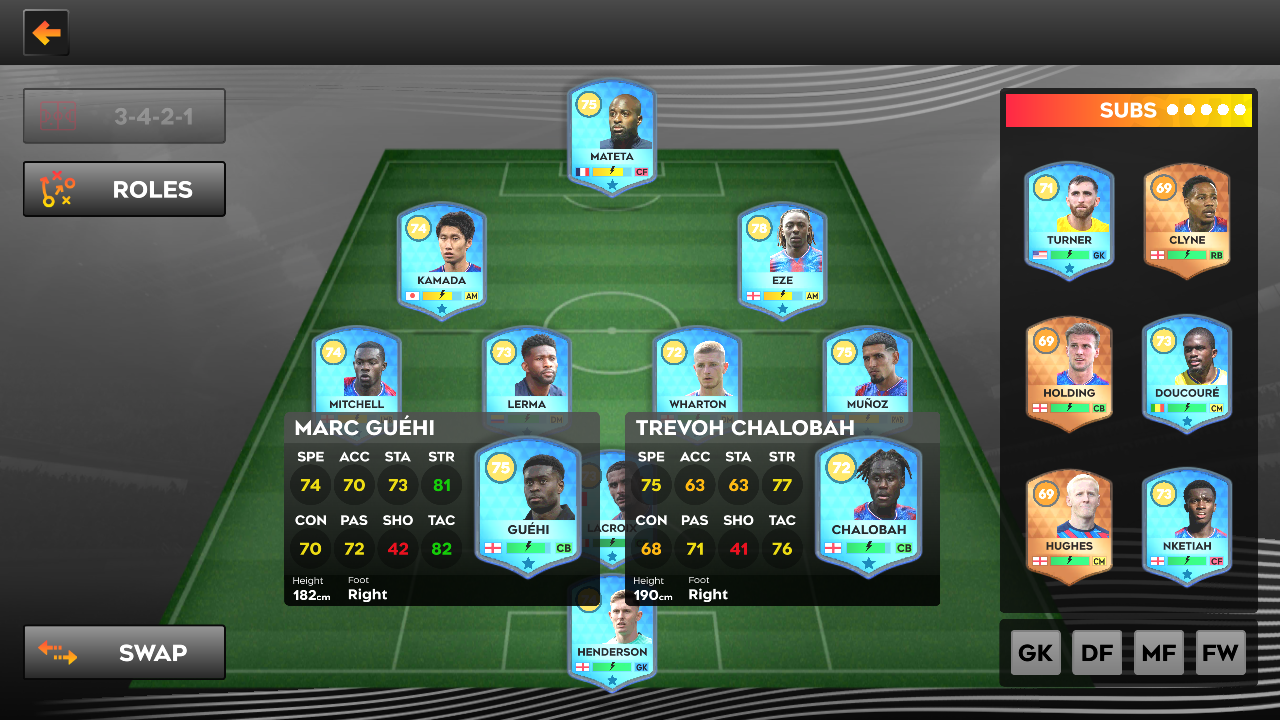 3-4-2-1
ROLES
75
MATETA
CF
74
KAMADA
AM
78
EZE
AM
74
MITCHELL
73
LERMA
72
WHARTON
75
MUÑOZ
MARC GUÉHI
SPE ACC STA STR
74 70 73 81
CON PAS SHO TAC
70 72 42 82
Height Foot
182cm Right
75
GUÉHI
CB
TREVOH CHALOBAH
SPE ACC STA STR
75 63 63 77
CON PAS SHO TAC
68 71 41 76
Height Foot
190cm Right
72
CHALOBAH
CB
HENDERSON
GK
SWAP
SUBS
71
TURNER
GK
69
CLYNE
RB
69
HOLDING
CB
73
DOUCOURÉ
CM
69
HUGHES
CM
73
NKETIAH
CF
GK DF MF FW